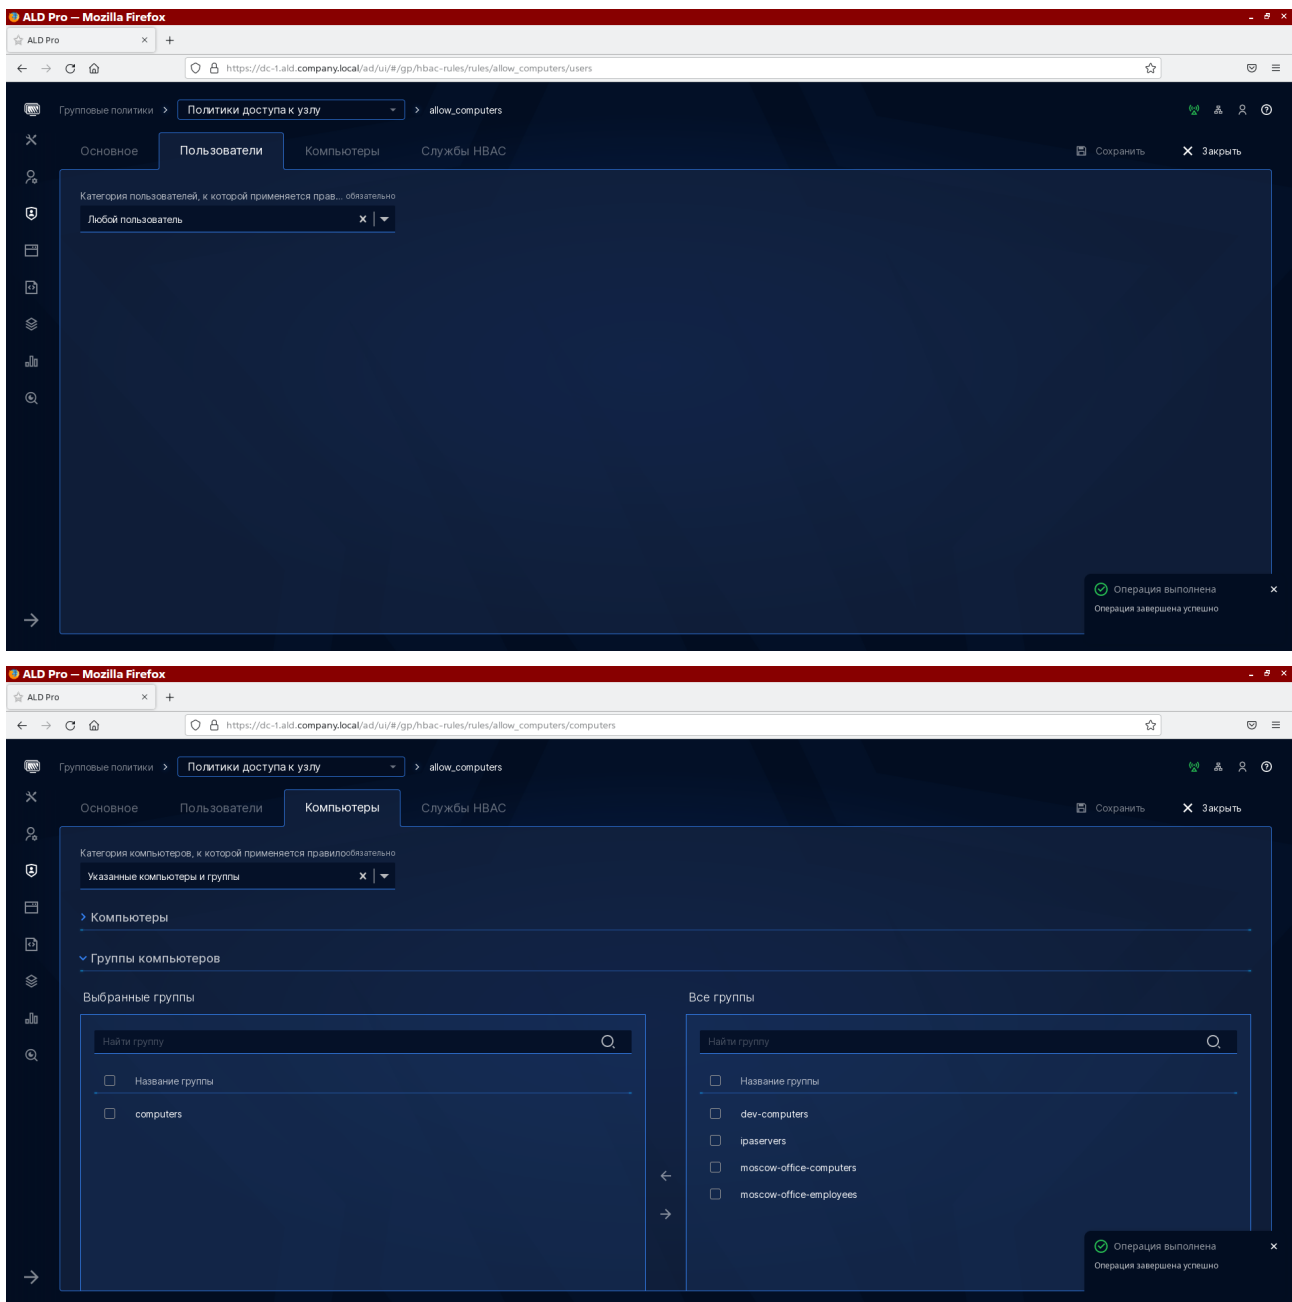 ALD Pro — Mozilla Firefox
ALD Pro
https://dc-1.ald.company.local/ad/ui/#/gp/hbac-rules/rules/allow_computers/users
Групповые политики > Политики доступа к узлу > allow_computers
Основное Пользователи Компьютеры Службы HBAC Сохранить Закрыть
Категория пользователей, к которой применяется прав... обязательно
Любой пользователь
Операция выполнена
Операция завершена успешно
ALD Pro — Mozilla Firefox
ALD Pro
https://dc-1.ald.company.local/ad/ui/#/gp/hbac-rules/rules/allow_computers/computers
Групповые политики > Политики доступа к узлу > allow_computers
Основное Пользователи Компьютеры Службы HBAC Сохранить Закрыть
Категория компьютеров, к которой применяется правило обязательно
Указанные компьютеры и группы
Компьютеры
Группы компьютеров
Выбранные группы
Найти группу
Название группы
computers
Все группы
Найти группу
Название группы
dev-computers
ipaservers
moscow-office-computers
moscow-office-employees
Операция выполнена
Операция завершена успешно